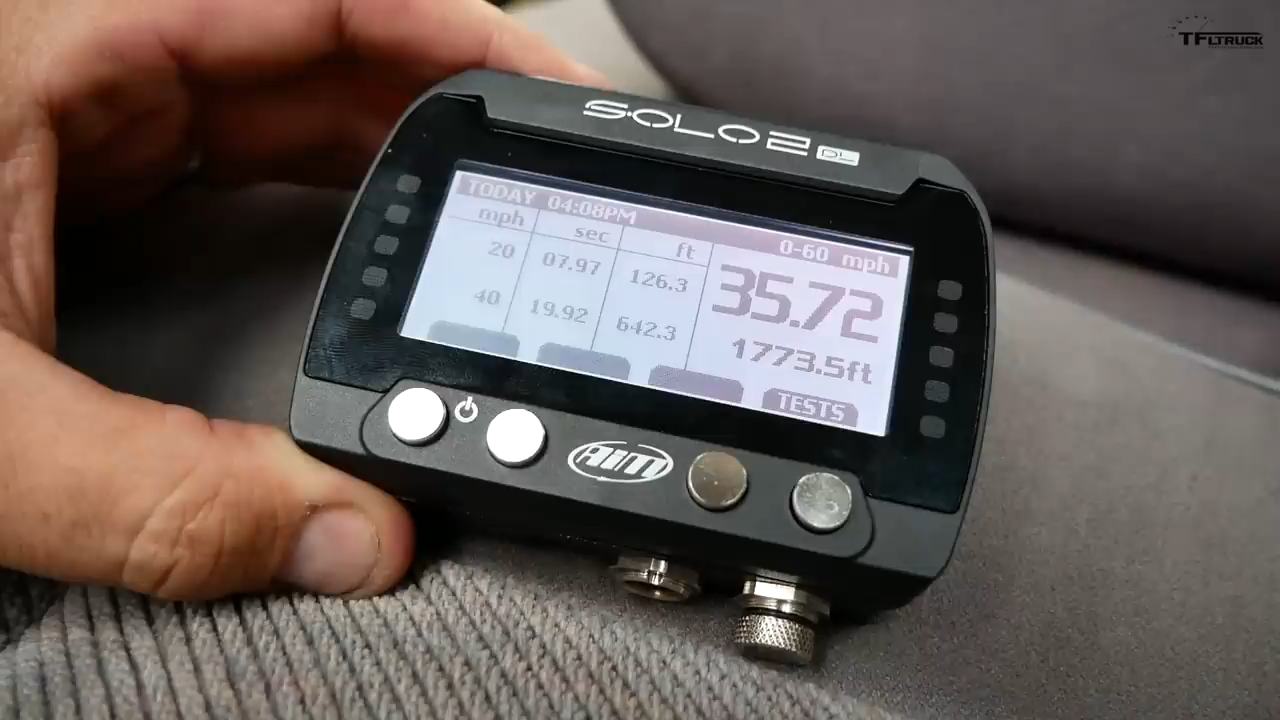 TFLTRUCK
SOLO2 DL
TODAY 04:08PM 0-60 mph
mph sec ft
20 07.97 126.3
40 19.92 642.3
35.72
1773.5ft
TESTS
AiM